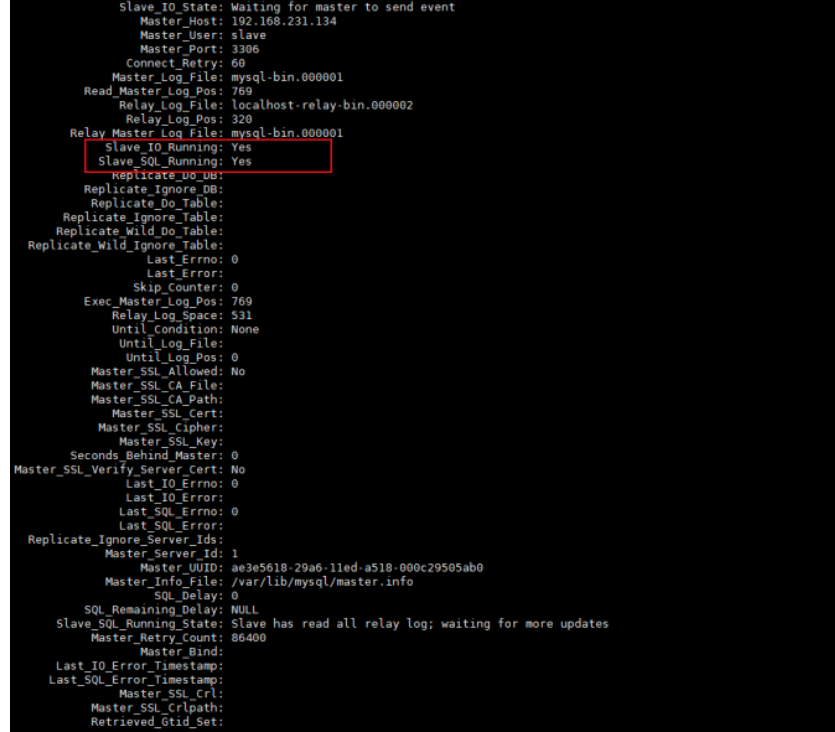 Slave_IO_State: Waiting for master to send event
Master_Host: 192.168.231.134
Master_User: slave
Master_Port: 3306
Connect_Retry: 60
Master_Log_File: mysql-bin.000001
Read_Master_Log_Pos: 769
Relay_Log_File: localhost-relay-bin.000002
Relay_Log_Pos: 320
Relay_Master_Log_File: mysql-bin.000001
Slave_IO_Running: Yes
Slave_SQL_Running: Yes
Replicate_Do_DB:
Replicate_Ignore_DB:
Replicate_Do_Table:
Replicate_Ignore_Table:
Replicate_Wild_Do_Table:
Replicate_Wild_Ignore_Table:
Last_Errno: 0
Last_Error:
Skip_Counter: 0
Exec_Master_Log_Pos: 769
Relay_Log_Space: 531
Until_Condition: None
Until_Log_File:
Until_Log_Pos: 0
Master_SSL_Allowed: No
Master_SSL_CA_File:
Master_SSL_CA_Path:
Master_SSL_Cert:
Master_SSL_Cipher:
Master_SSL_Key:
Seconds_Behind_Master: 0
Master_SSL_Verify_Server_Cert: No
Last_IO_Errno: 0
Last_IO_Error:
Last_SQL_Errno: 0
Last_SQL_Error:
Replicate_Ignore_Server_Ids:
Master_Server_Id: 1
Master_UUID: ae3e5618-29a6-11ed-a518-000c29505ab0
Master_Info_File: /var/lib/mysql/master.info
SQL_Delay: 0
SQL_Remaining_Delay: NULL
Slave_SQL_Running_State: Slave has read all relay log; waiting for more updates
Master_Retry_Count: 86400
Master_Bind:
Last_IO_Error_Timestamp:
Last_SQL_Error_Timestamp:
Master_SSL_Crl:
Master_SSL_Crlpath:
Retrieved_Gtid_Set: